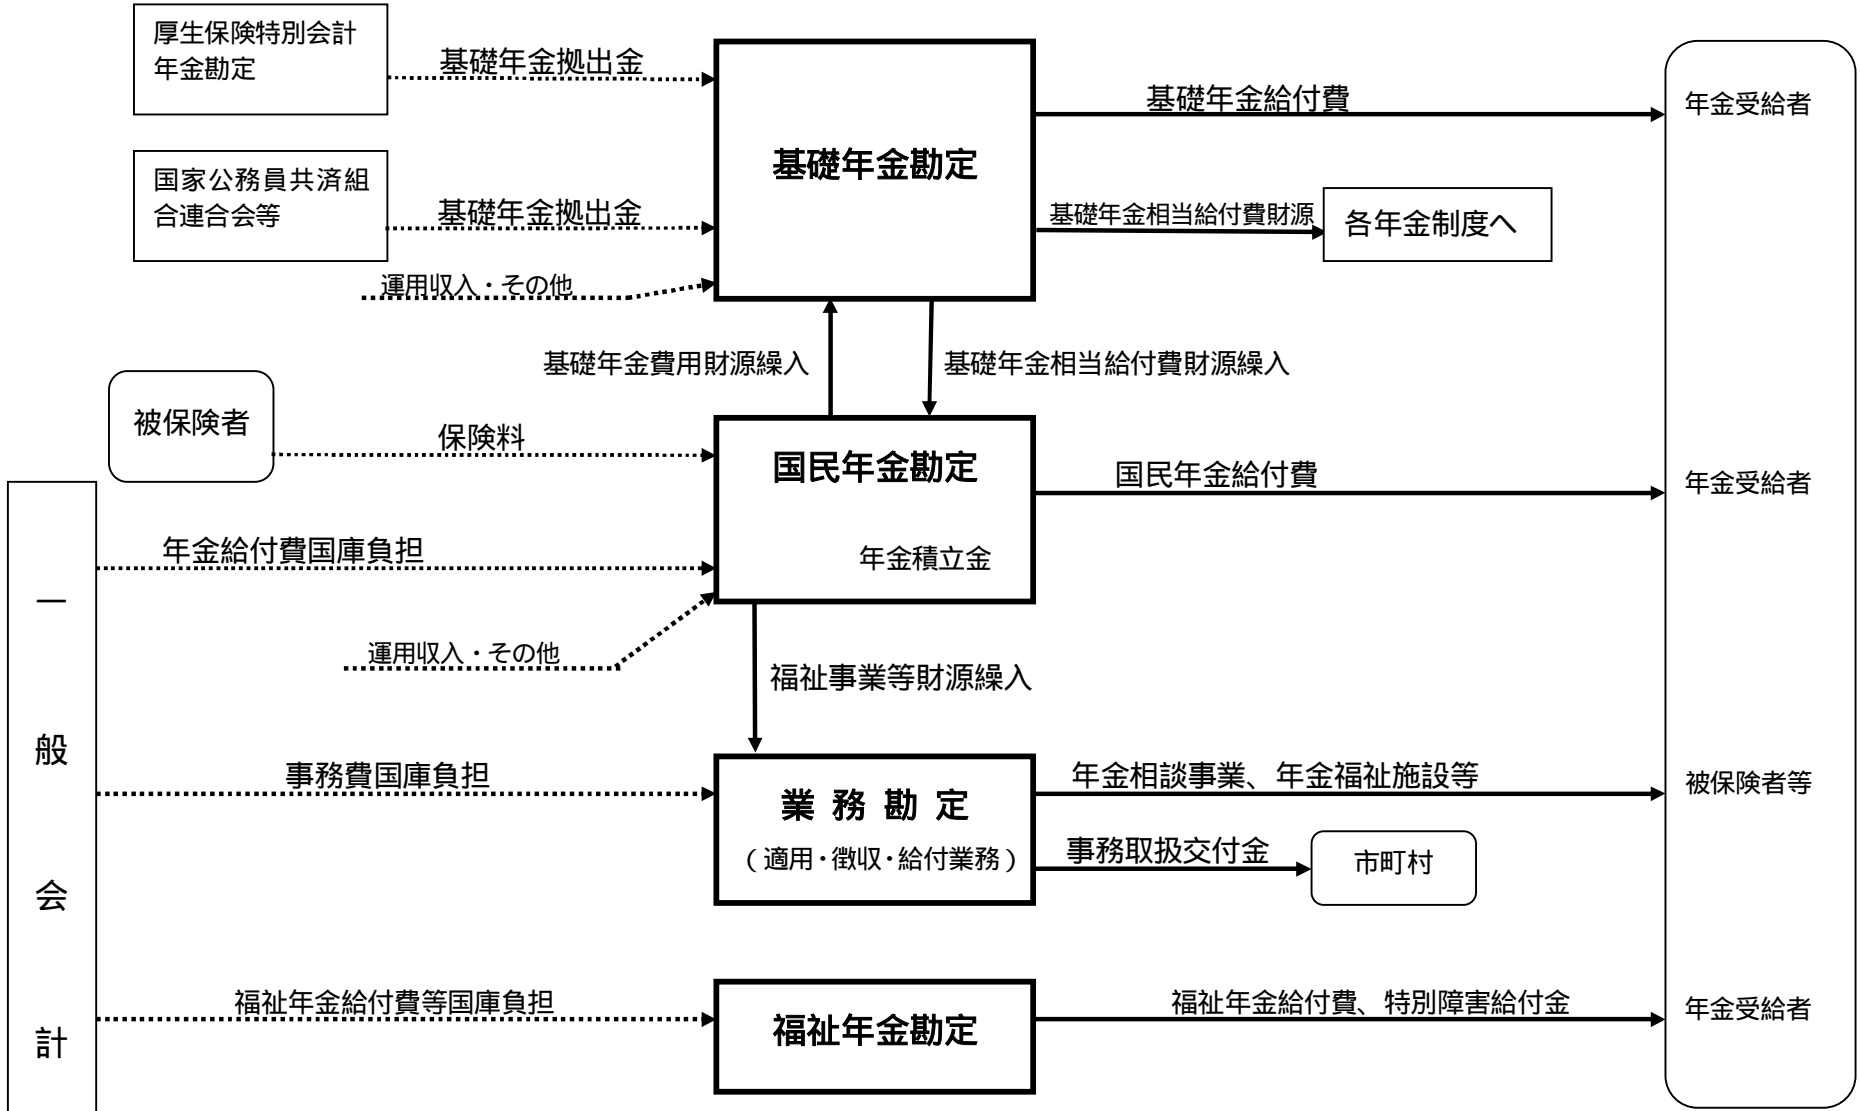 厚生保険特別会計
年金勘定
基礎年金拠出金
基礎年金給付費
年金受給者
基礎年金勘定
国家公務員共済組
合連合会等
基礎年金拠出金
基礎年金相当給付費財源
各年金制度へ
運用収入・その他
基礎年金費用財源繰入
基礎年金相当給付費財源繰入
被保険者
保険料
国民年金勘定
国民年金給付費
年金受給者
年金給付費国庫負担
年金積立金
運用収入・その他
福祉事業等財源繰入
一般会計
事務費国庫負担
業務勘定
(適用・徴収・給付業務)
年金相談事業、年金福祉施設等
被保険者等
事務取扱交付金
市町村
福祉年金給付費等国庫負担
福祉年金勘定
福祉年金給付費、特別障害給付金
年金受給者